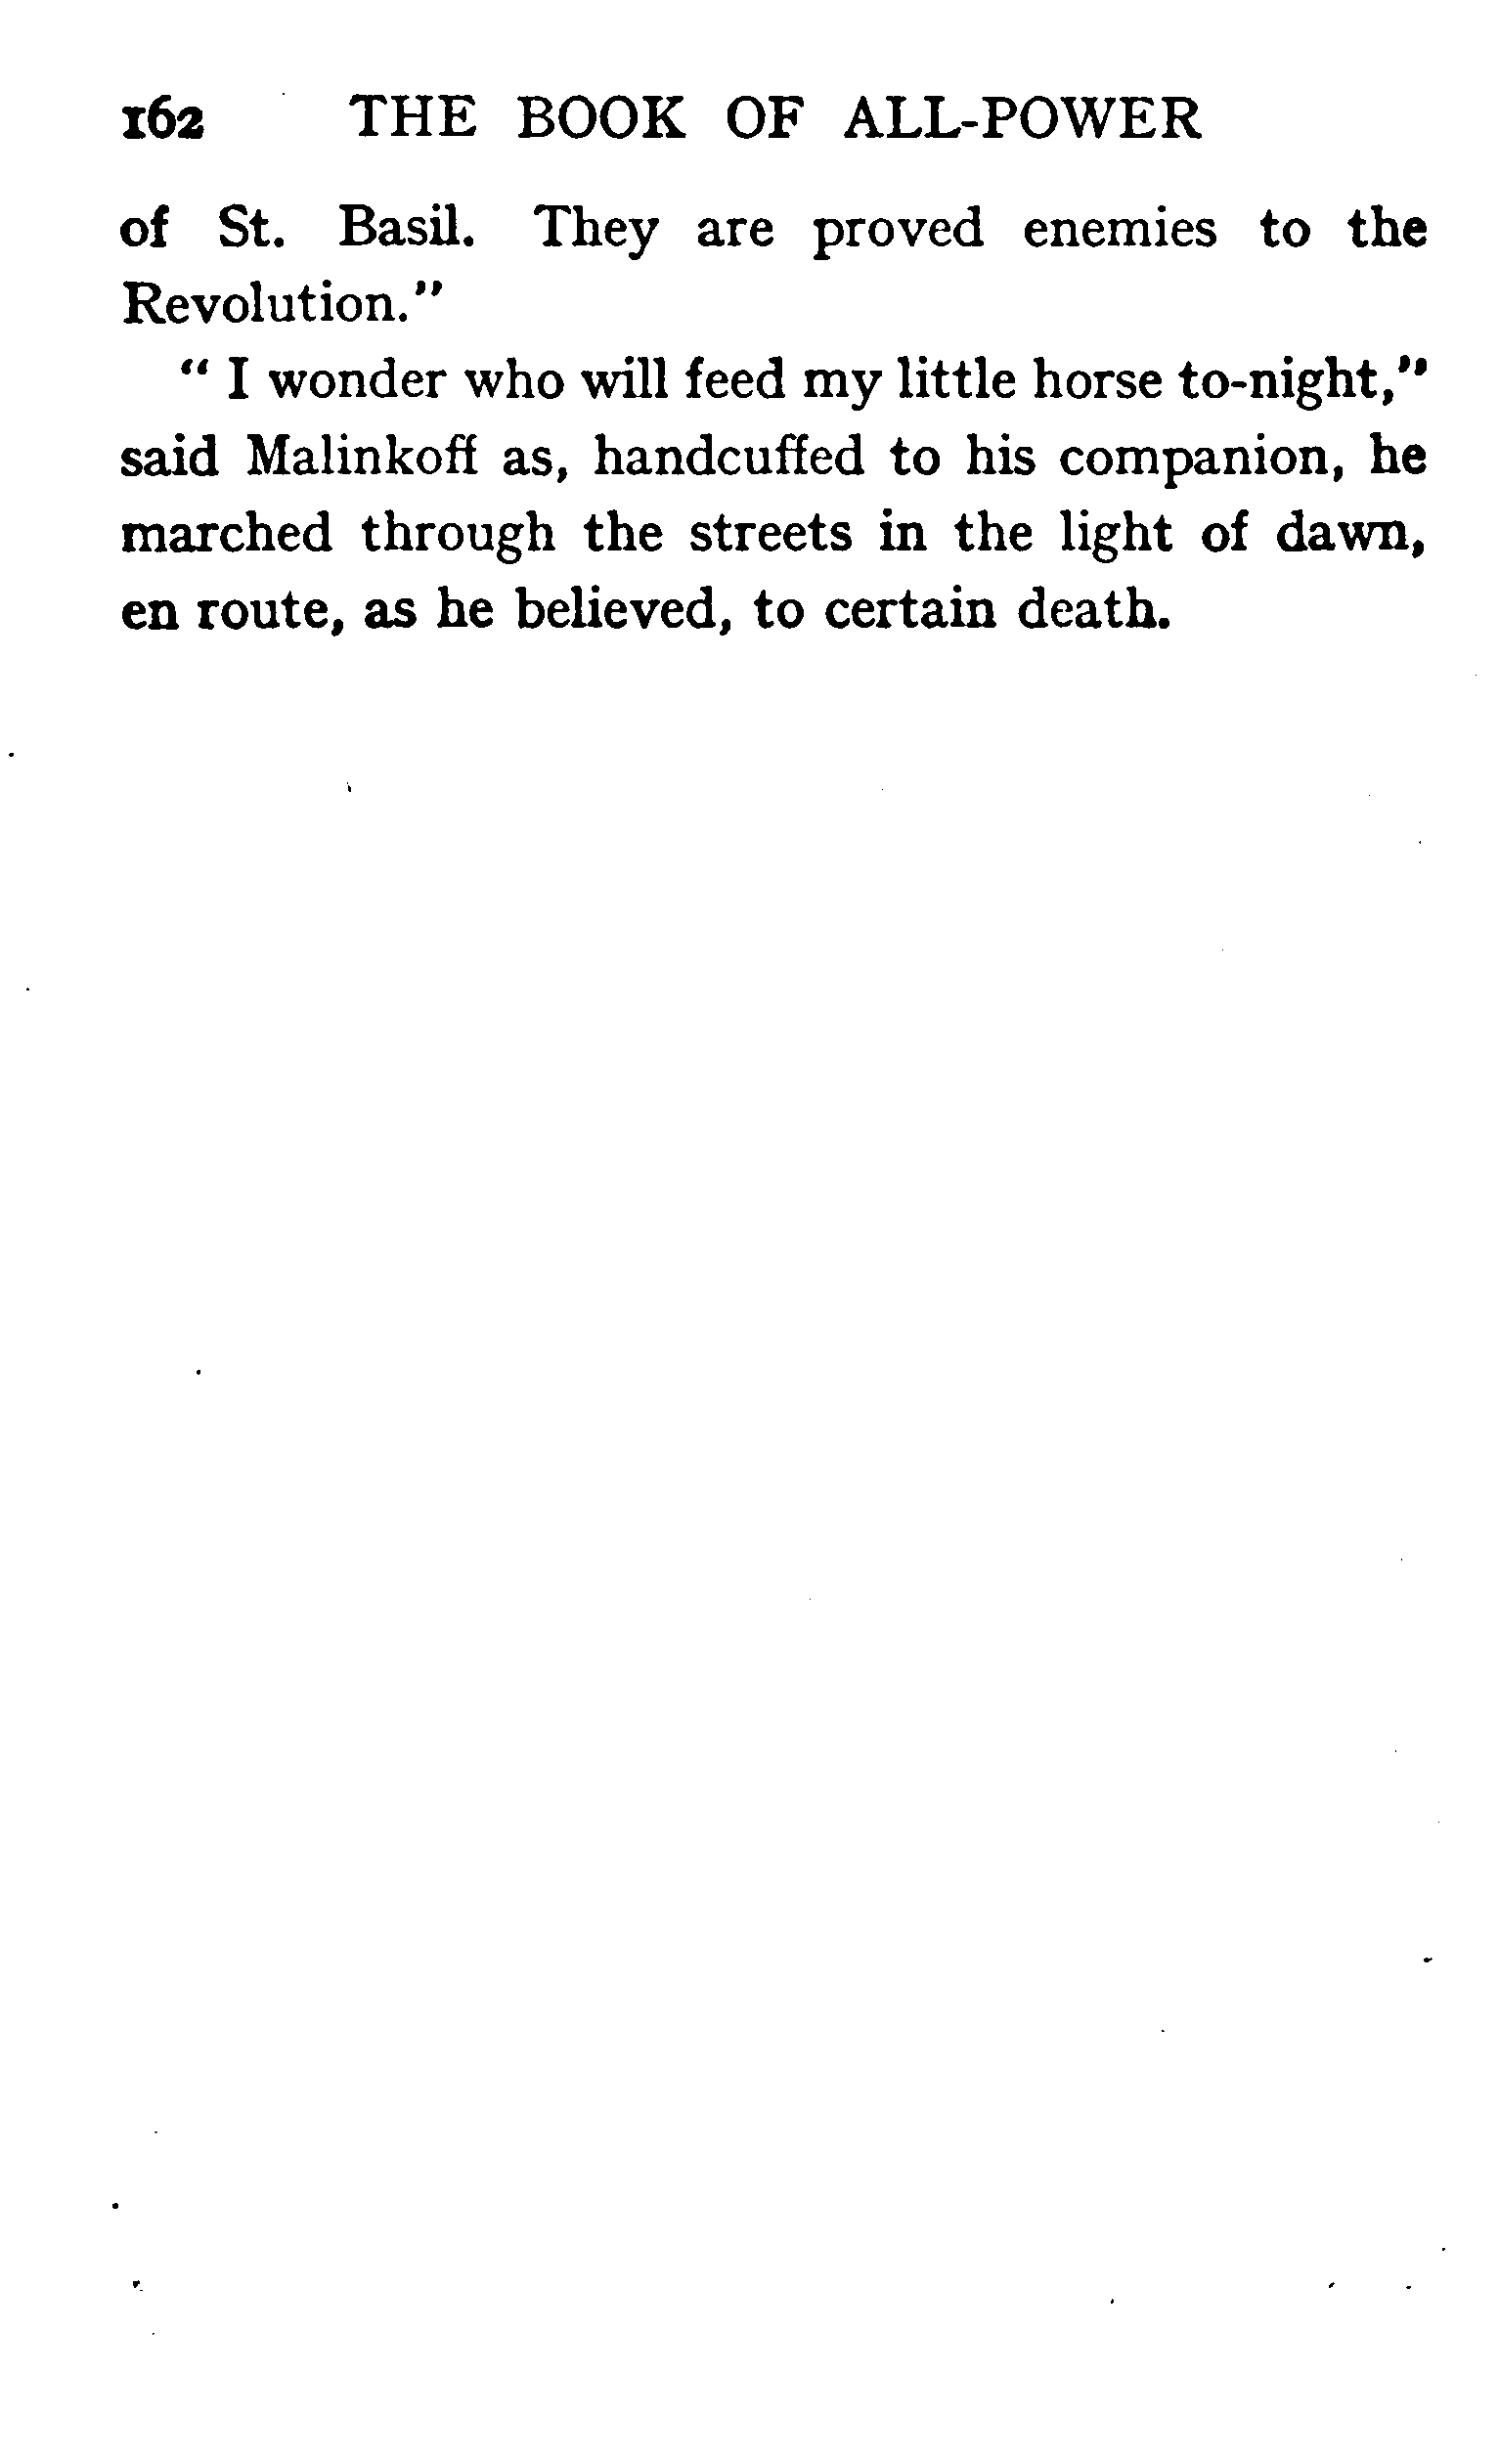 162 THE BOOK OF ALL-POWER
of St. Basil. They are proved enemies to the
Revolution."
" I wonder who will feed my little horse to-night,"
said Malinkoff as, handcuffed to his companion, he
marched through the streets in the light of dawn,
en route, as he believed, to certain death.